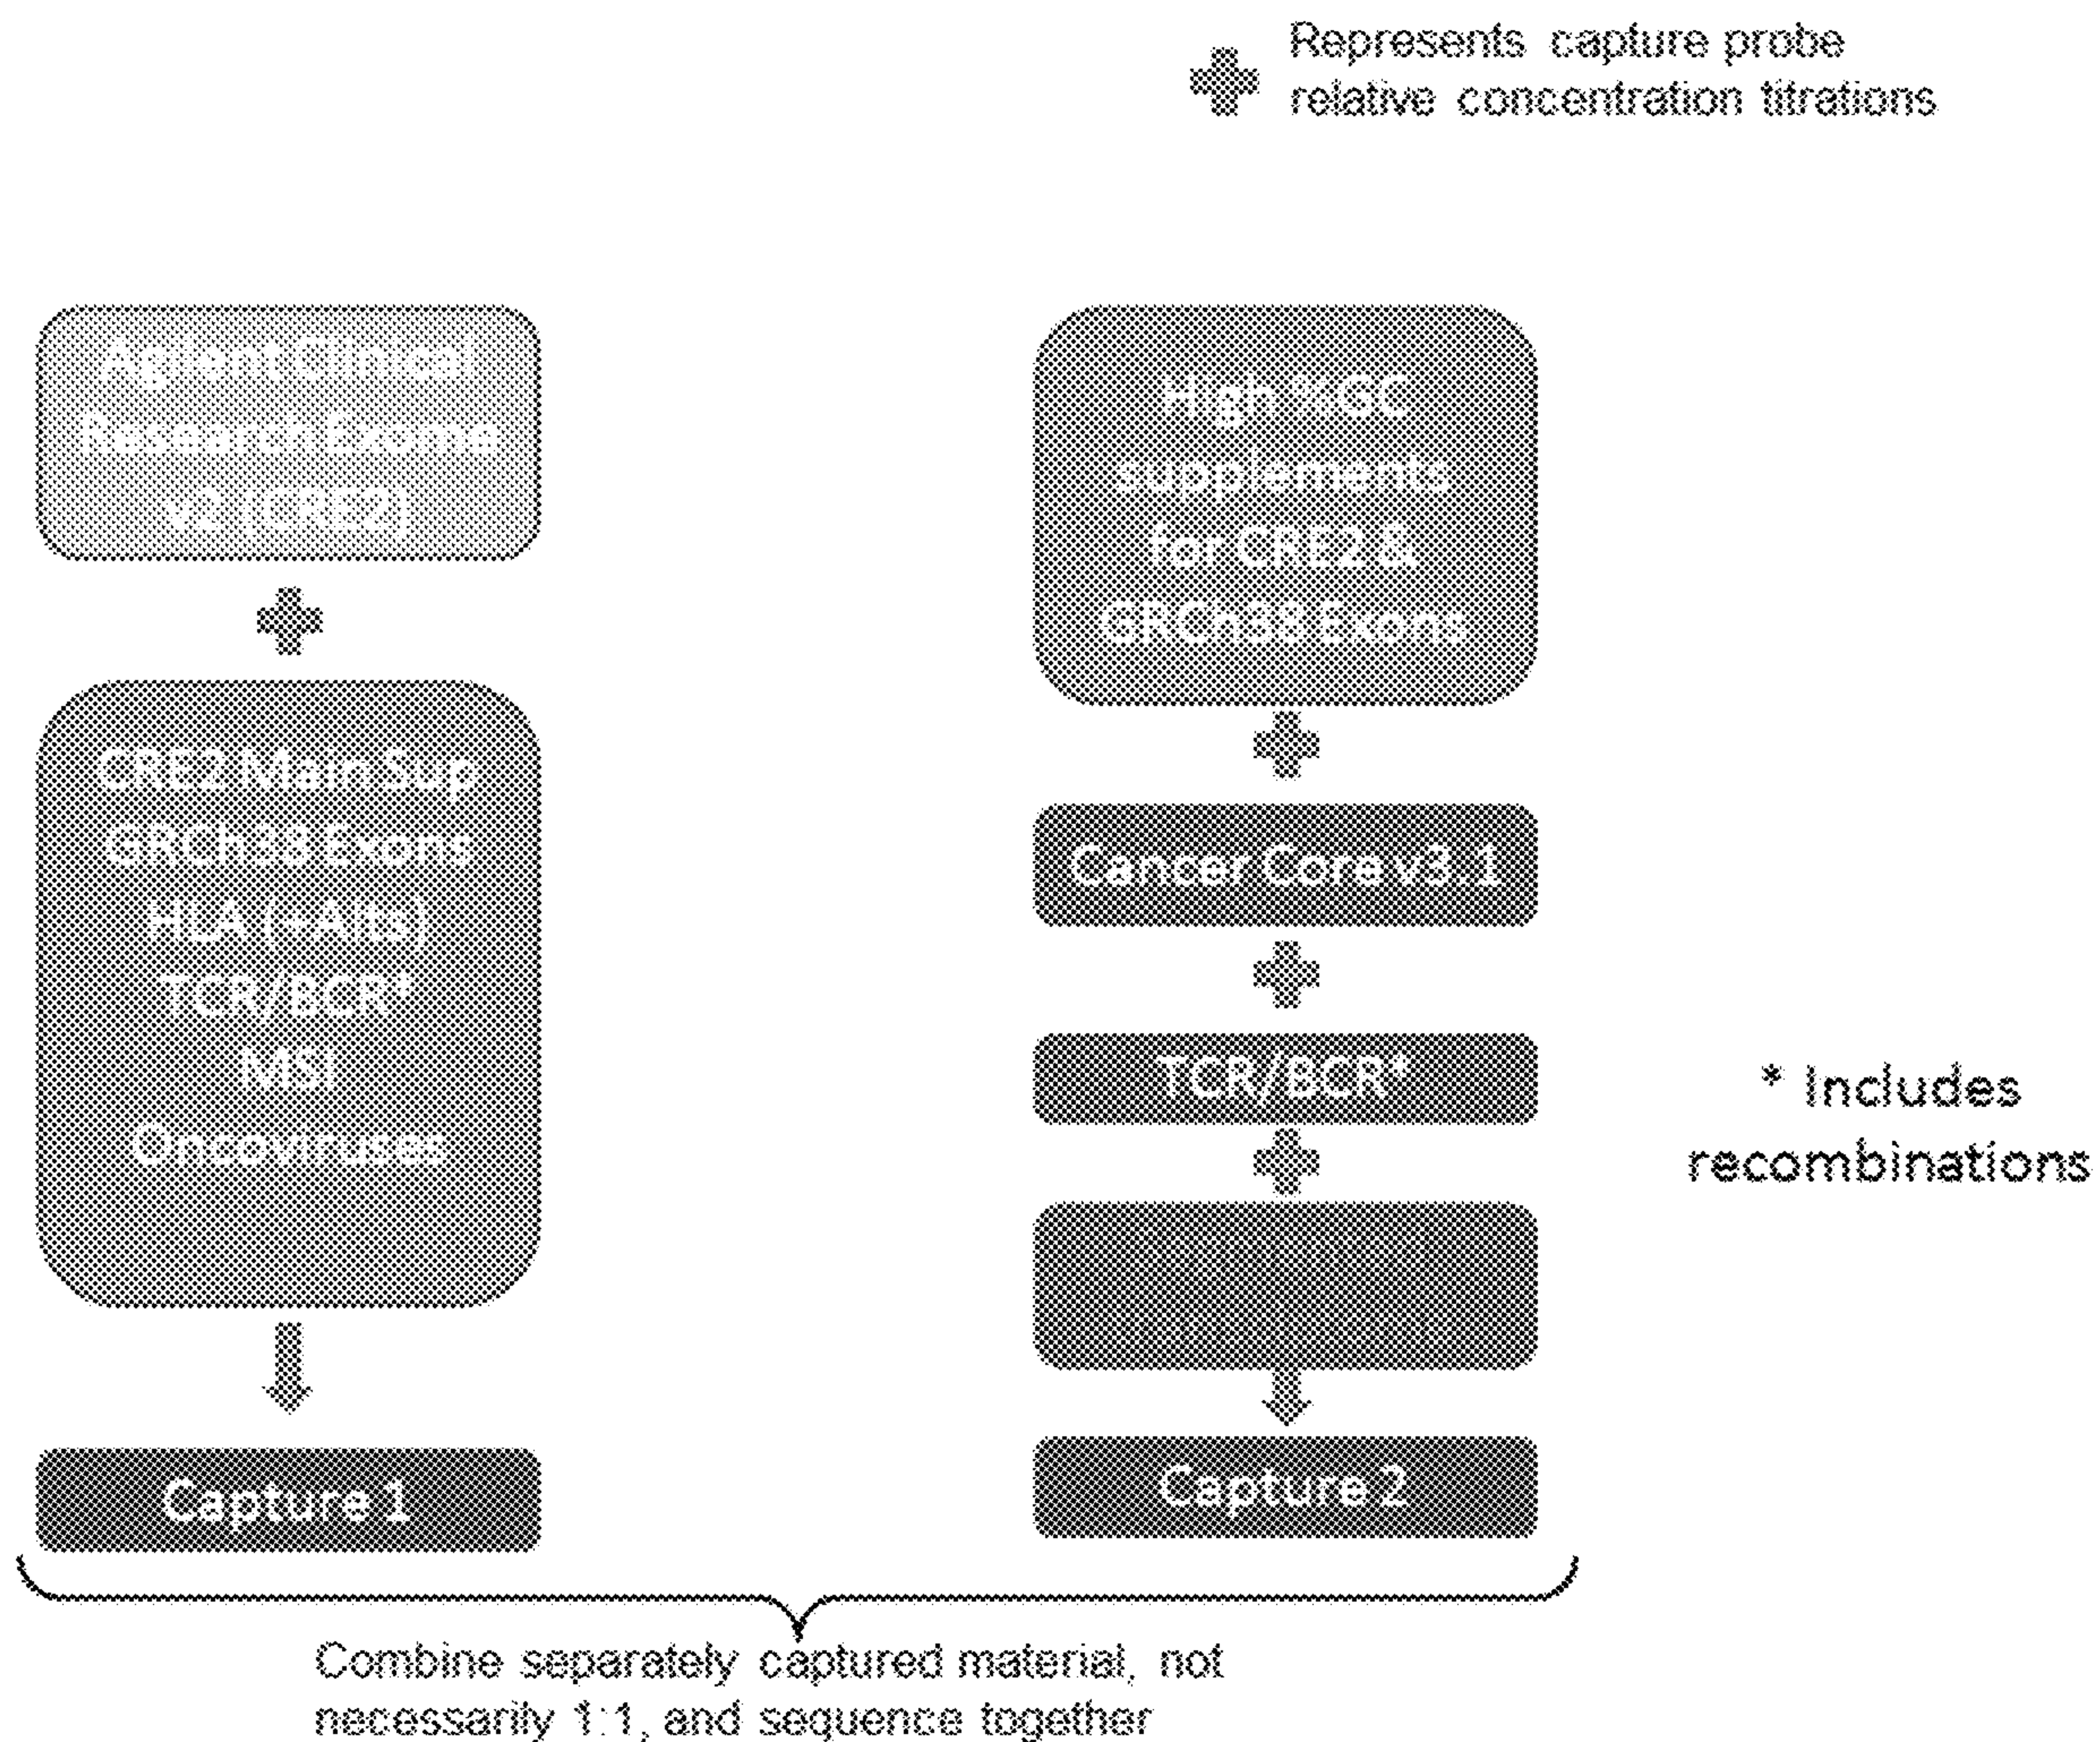 Represents capture probe
relative concentration titrations
Agilent Clinical
Research Exome
v2 (CRE2)
CRE2 Main Sup
GRCh38 Exons
HLA (+Alts)
TCR/BCR*
MSI
Oncoviruses
Capture 1
High %GC
supplements
for CRE2 &
GRCh38 Exons
Cancer Core v3.1
TCR/BCR*
Capture 2
* Includes
recombinations
Combine separately captured material, not
necessarily 1:1, and sequence together